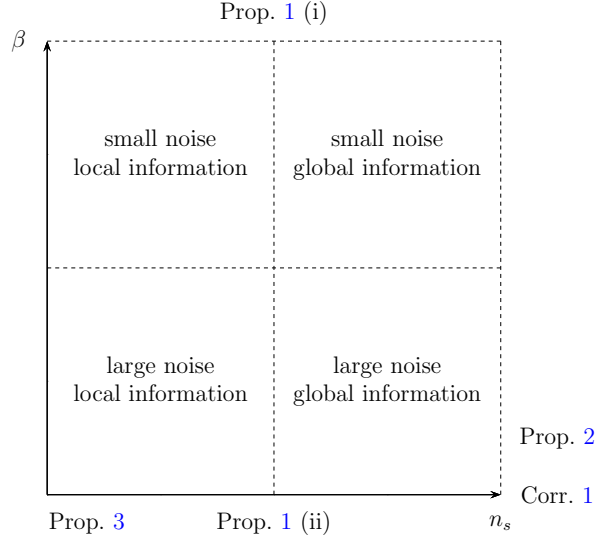 Prop. 1 (i)
β
small noise
local information
small noise
global information
large noise
local information
large noise
global information
Prop. 2
Corr. 1
Prop. 3
Prop. 1 (ii)
n_s